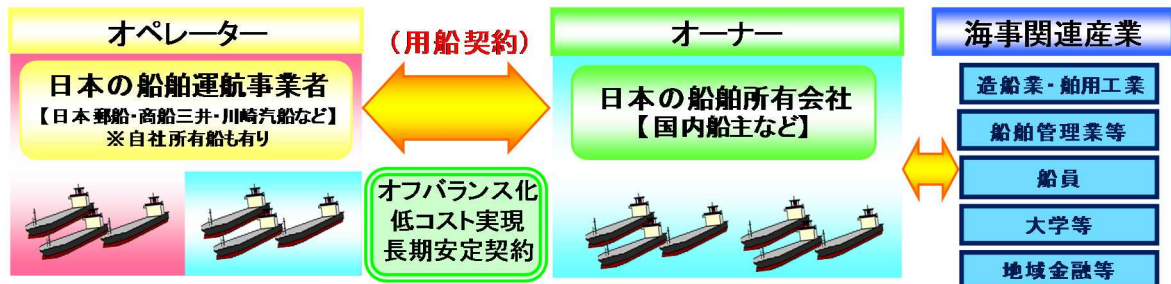 オペレーター
日本の船舶運航事業者
【日本郵船・商船三井・川崎汽船など】
※自社所有船も有り
(用船契約)
オフバランス化
低コスト実現
長期安定契約
オーナー
日本の船舶所有会社
【国内船主など】
海事関連産業
造船業・舶用工業
船舶管理業等
船員
大学等
地域金融等